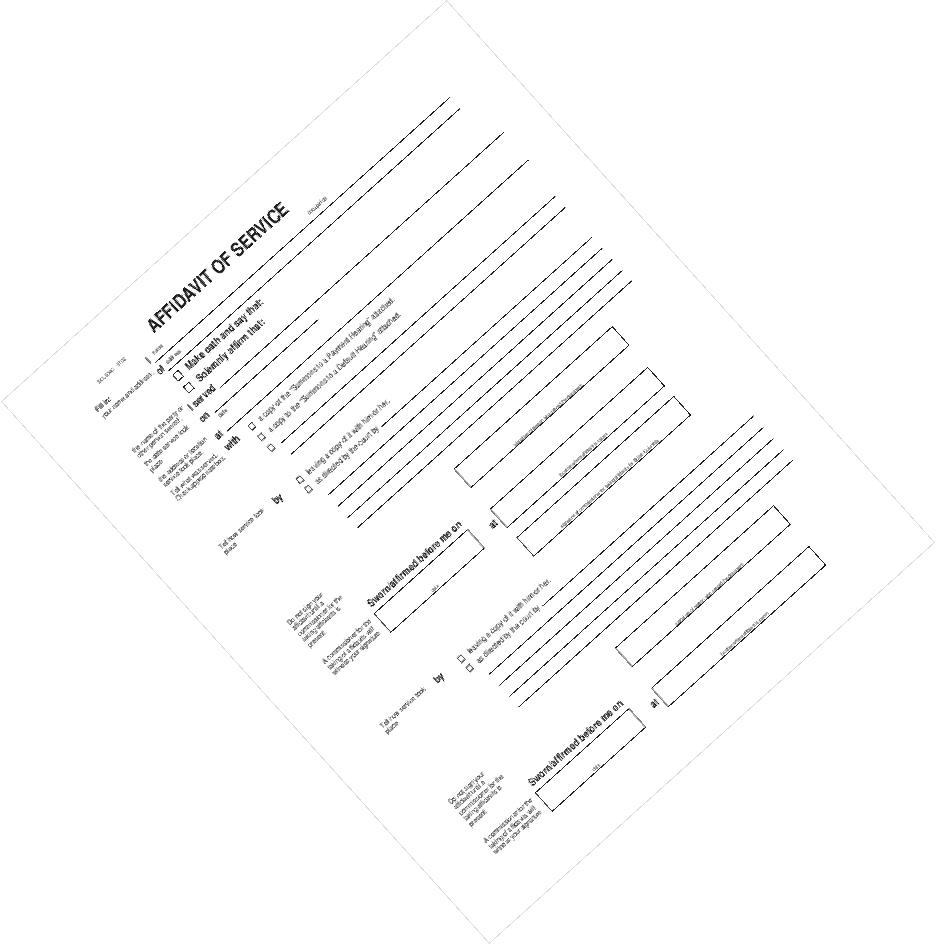 AFFIDAVIT OF SERVICE
Fill in:
I
name
your name and address
of
address
occupation
Make oath and say that:
Solemnly affirm that:
the name of the party or
other person served
I served
the date service took
place
on
date
the address or location
service took place.
at
Tell what was served.
Check appropriate box.
with
a copy of the "Summons to a Payment Hearing" attached.
a copy to the "Summons to a Default Hearing" attached.
Tell how service took
place
by
leaving a copy of it with him or her.
as directed by the court by
Do not sign your
affidavit until a
commissioner for the
taking affidavits is
present.
Sworn/affirmed before me on
at
A commissioner for the
taking of affidavits will
witness your signature
city
Tell how service took
place
by
leaving a copy of it with him or her.
as directed by the court by
Do not sign your
affidavit until a
commissioner for the
taking affidavits is
present.
Sworn/affirmed before me on
at
A commissioner for the
taking of affidavits will
witness your signature
city